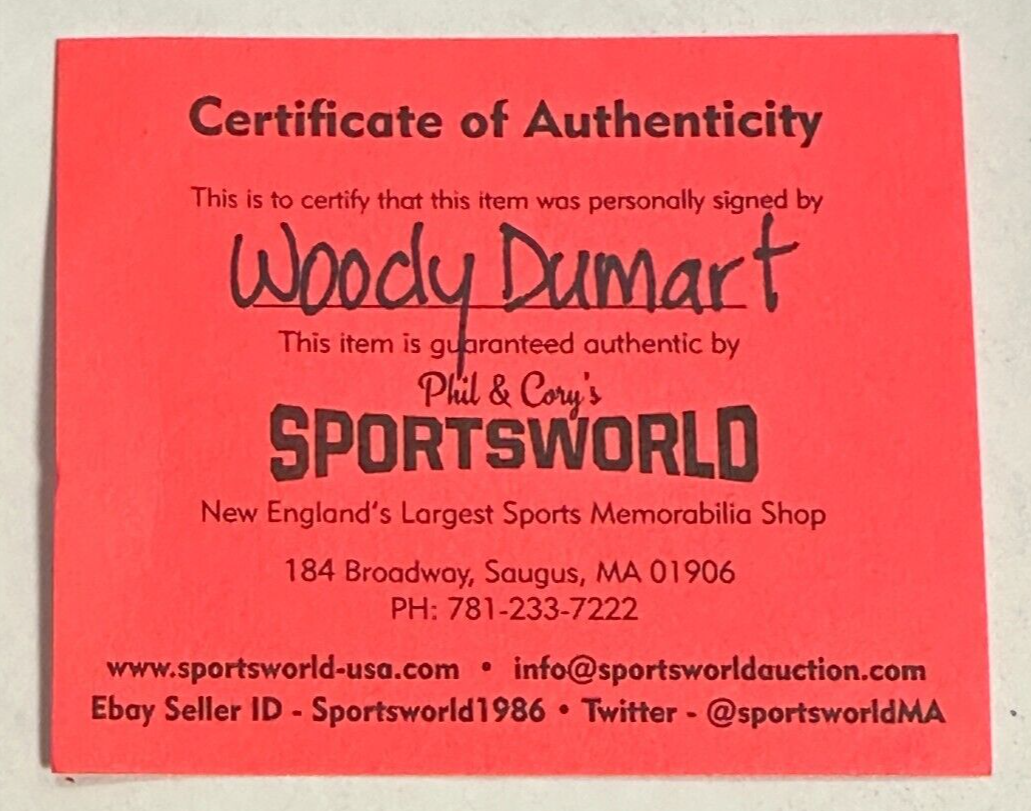 Certificate of Authenticity
This is to certify that this item was personally signed by
Woody Dumart
This item is guaranteed authentic by
Phil & Cory's
SPORTSWORLD
New England's Largest Sports Memorabilia Shop
184 Broadway, Saugus, MA 01906
PH: 781-233-7222
www.sportsworld-usa.com • info@sportsworldauction.com
Ebay Seller ID - Sportsworld1986 • Twitter - @sportsworldMA